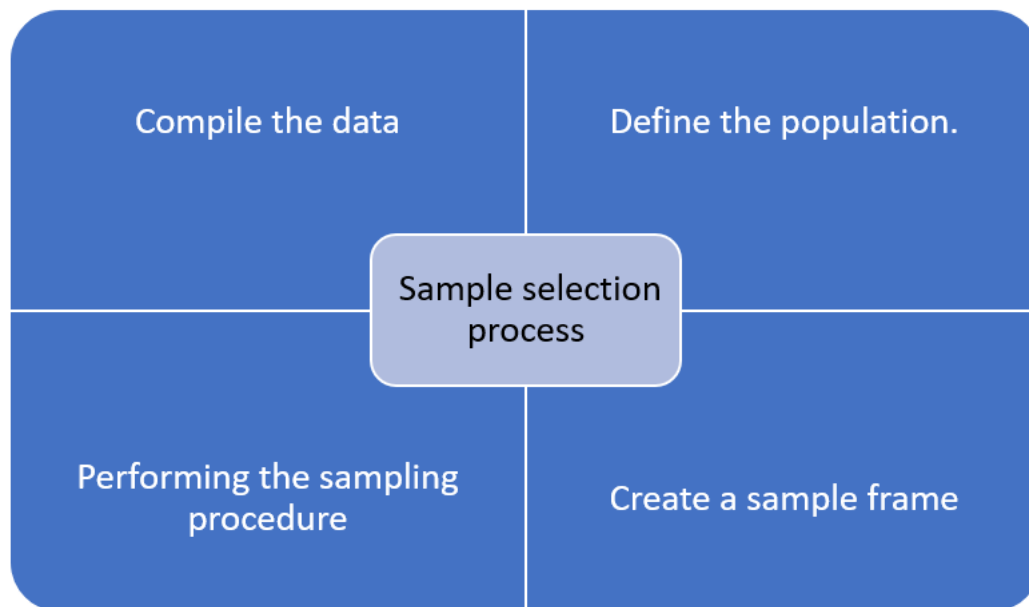 Compile the data
Define the population.
Sample selection
process
Performing the sampling
procedure
Create a sample frame